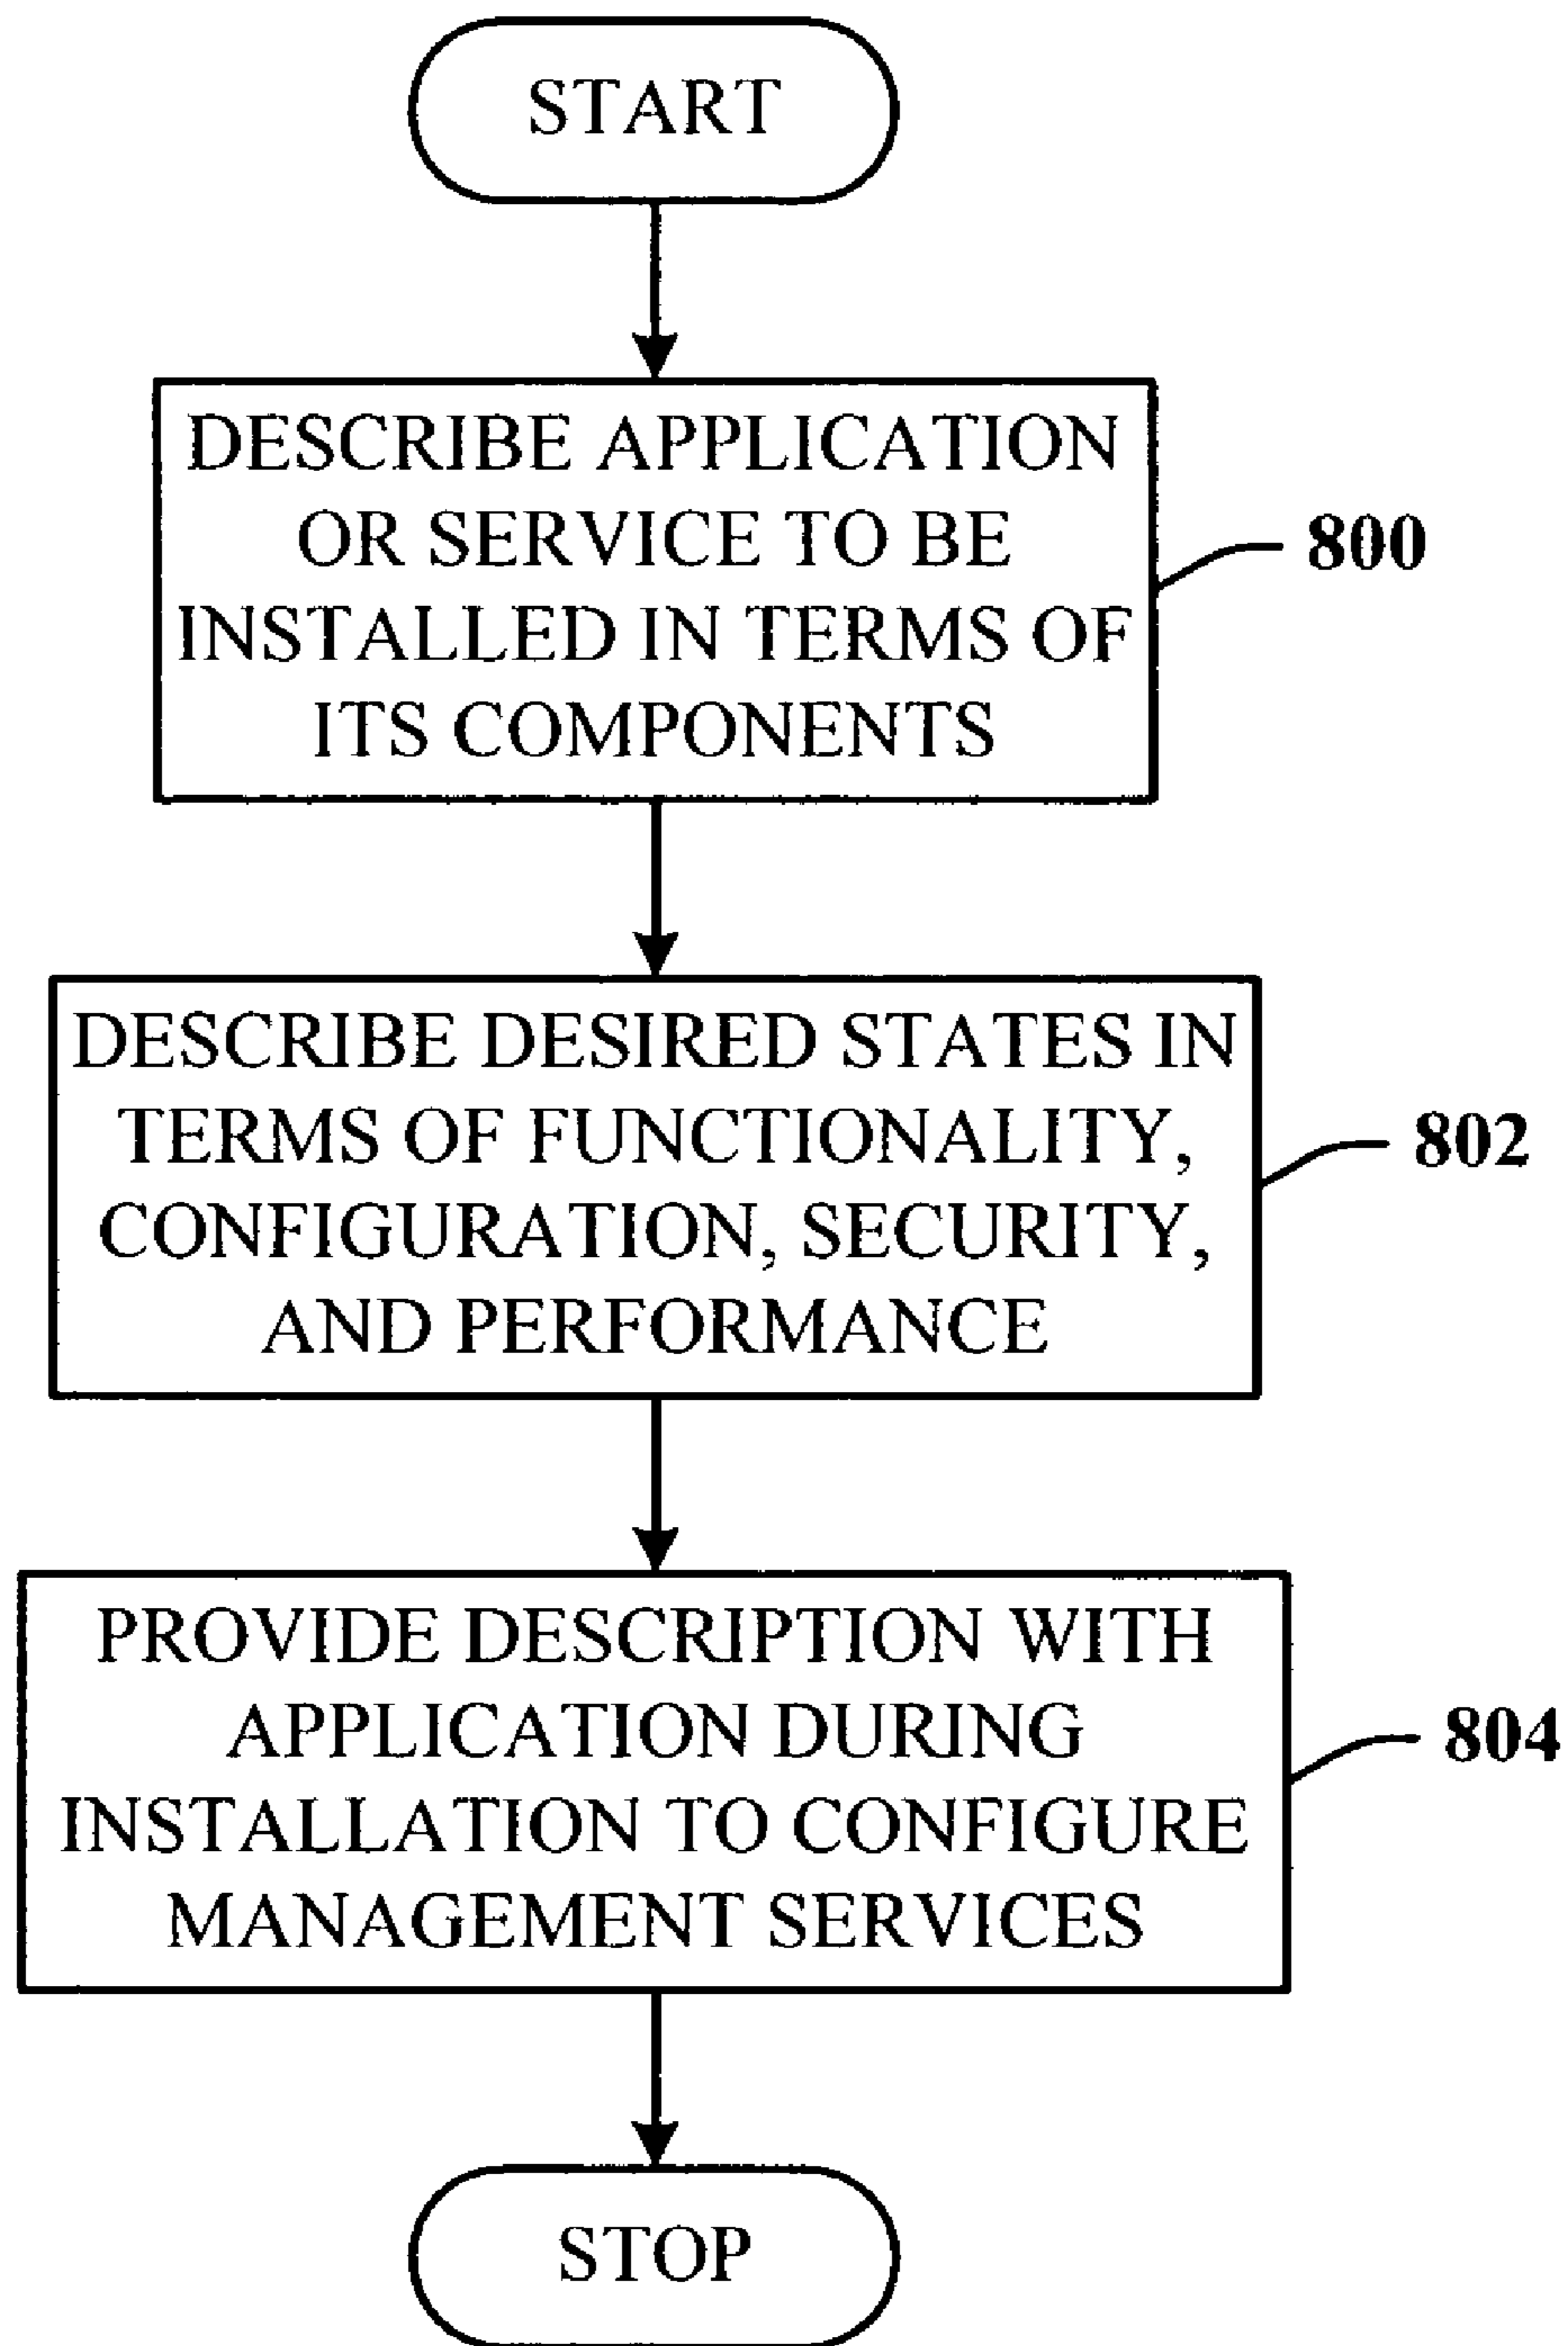 START
DESCRIBE APPLICATION
OR SERVICE TO BE
INSTALLED IN TERMS OF
ITS COMPONENTS
800
DESCRIBE DESIRED STATES IN
TERMS OF FUNCTIONALITY,
CONFIGURATION, SECURITY,
AND PERFORMANCE
802
PROVIDE DESCRIPTION WITH
APPLICATION DURING
INSTALLATION TO CONFIGURE
MANAGEMENT SERVICES
804
STOP